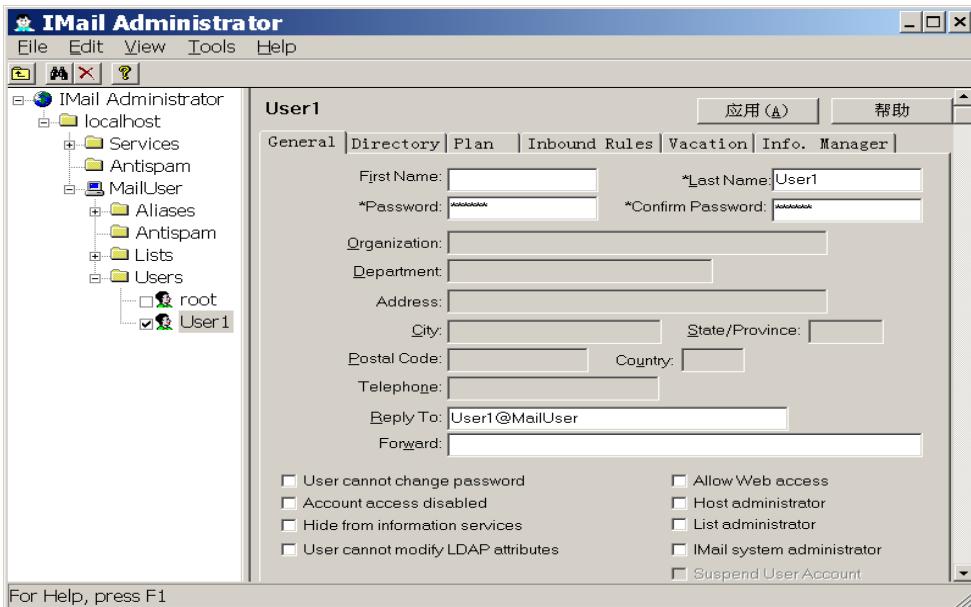 IMail Administrator
File Edit View Tools Help
IMail Administrator
localhost
Services
Antispam
MailUser
Aliases
Antispam
Lists
Users
root
User1
User1
应用(A) 帮助
General Directory Plan Inbound Rules Vacation Info. Manager
First Name: *Last Name: User1
*Password: ****** *Confirm Password: ******
Organization:
Department:
Address:
City: State/Province:
Postal Code: Country:
Telephone:
Reply To: User1@MailUser
Forward:
User cannot change password Allow Web access
Account access disabled Host administrator
Hide from information services List administrator
User cannot modify LDAP attributes IMail system administrator
Suspend User Account
For Help, press F1